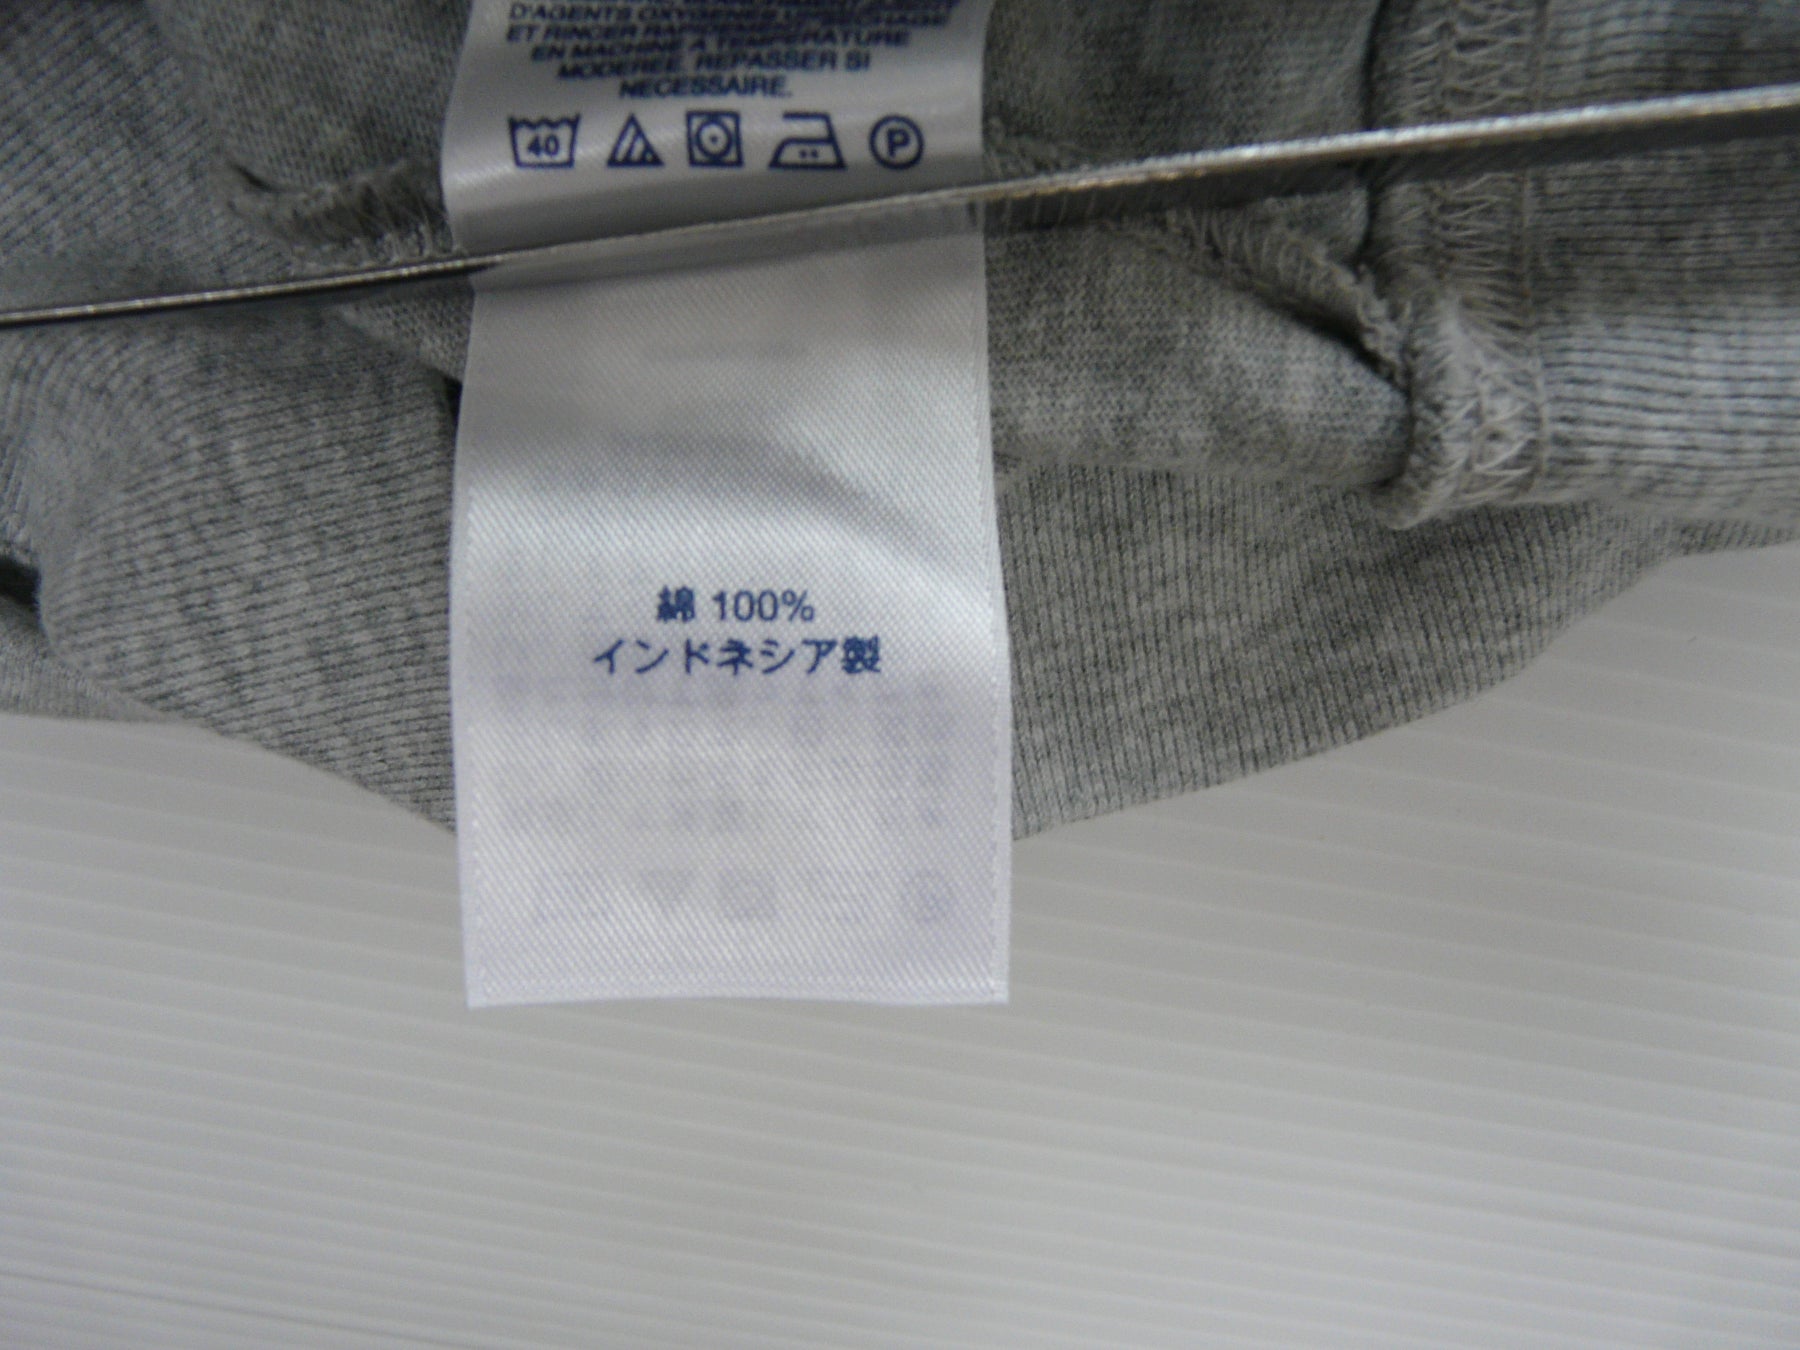 D'AGENTS OXYGENES
ET RINCER
EN MACHINE A TEMPERATURE
MODEREE. REPASSER SI
NECESSAIRE.
40 P
綿 100%
インドネシア製